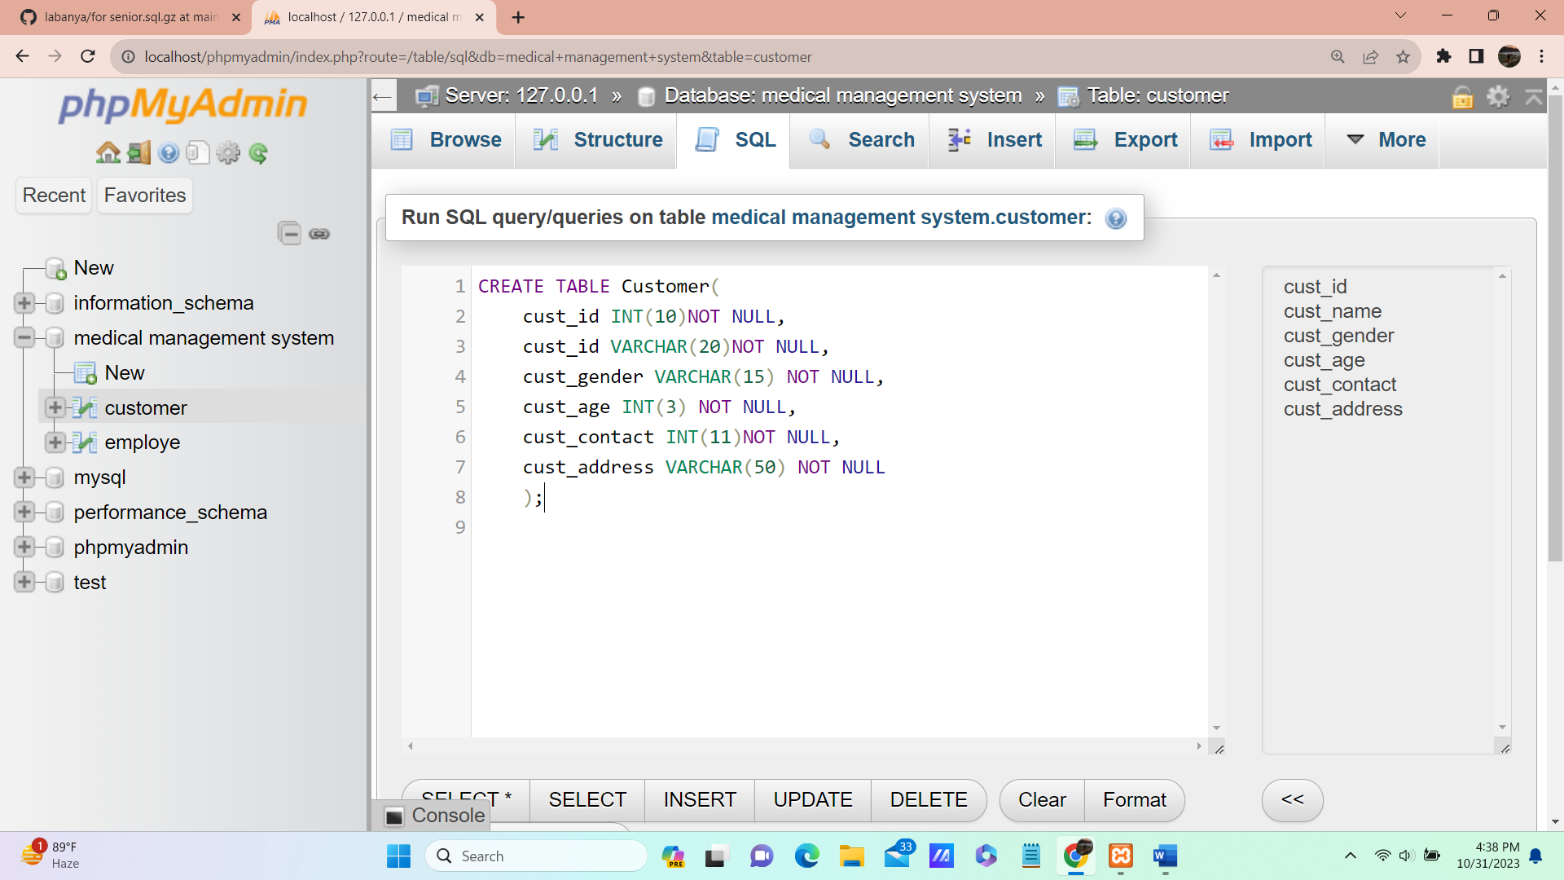 labanya/for senior.sql.gz at main
localhost / 127.0.0.1 / medical m
localhost/phpmyadmin/index.php?route=/table/sql&db=medical+management+system&table=customer
phpMyAdmin
Recent
Favorites
New
information_schema
medical management system
New
customer
employe
mysql
performance_schema
phpmyadmin
test
Server: 127.0.0.1 » Database: medical management system » Table: customer
Browse
Structure
SQL
Search
Insert
Export
Import
More
Run SQL query/queries on table medical management system.customer:
1 CREATE TABLE Customer(
2 cust_id INT(10)NOT NULL,
3 cust_id VARCHAR(20)NOT NULL,
4 cust_gender VARCHAR(15) NOT NULL,
5 cust_age INT(3) NOT NULL,
6 cust_contact INT(11)NOT NULL,
7 cust_address VARCHAR(50) NOT NULL
8 );
9
cust_id
cust_name
cust_gender
cust_age
cust_contact
cust_address
SELECT *
SELECT
INSERT
UPDATE
DELETE
Clear
Format
<<
Console
1
89°F
Haze
Search
PRE
33
4:38 PM
10/31/2023